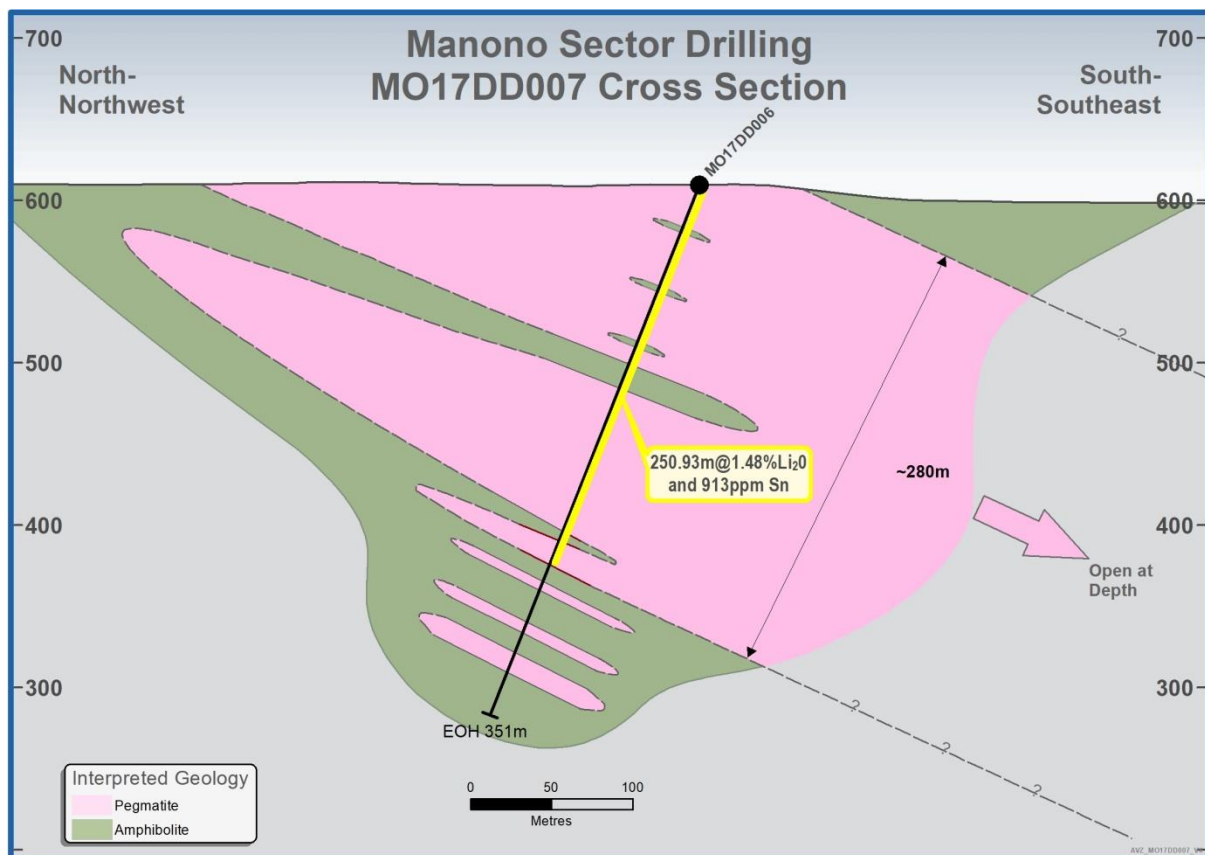 Manono Sector Drilling
MO17DD007 Cross Section
700
700
North-
Northwest
South-
Southeast
MO17DD006
600
600
?
500
500
250.93m@1.48%Li₂0
and 913ppm Sn
~280m
400
400
Open at
Depth
300
300
?
?
?
EOH 351m
Interpreted Geology
Pegmatite
Amphibolite
0 50 100
Metres